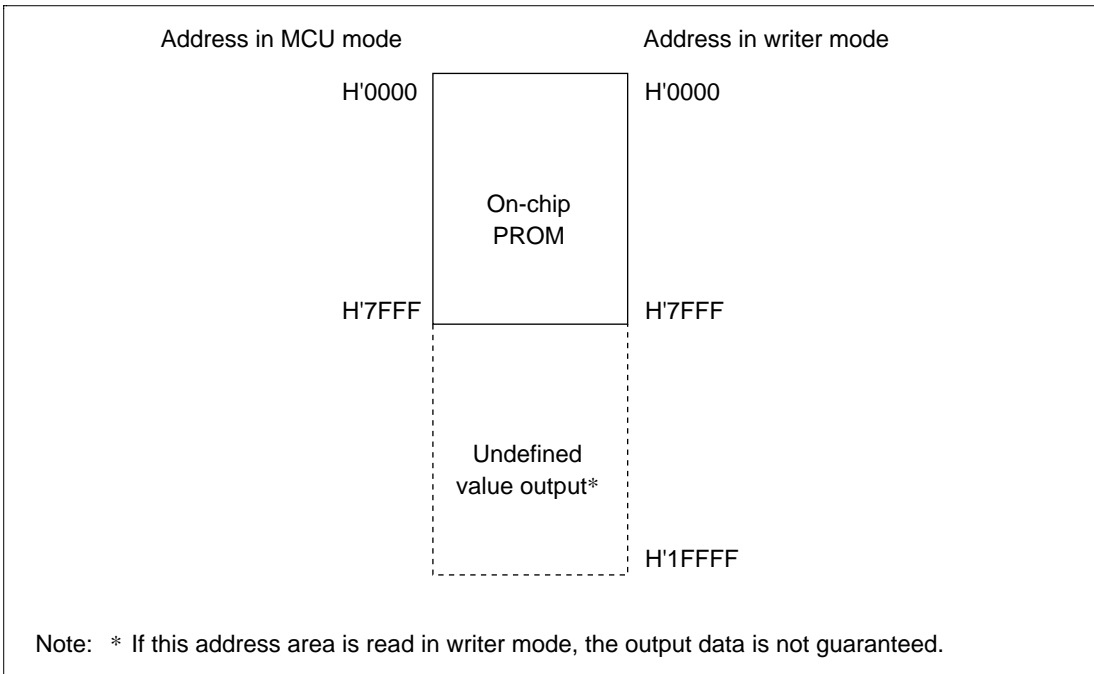 Address in MCU mode
Address in writer mode
H'0000
H'0000
On-chip
PROM
H'7FFF
H'7FFF
Undefined
value output*
H'1FFFF
Note: * If this address area is read in writer mode, the output data is not guaranteed.